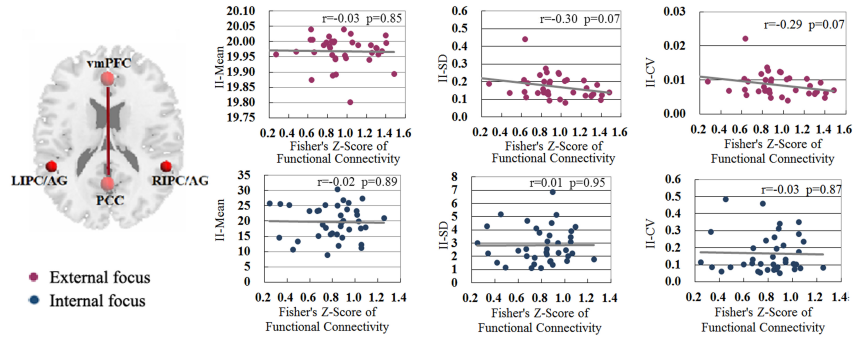 vmPFC
LIPC/AG
RIPC/AG
PCC
External focus
Internal focus
r=-0.03 p=0.85
II-Mean
20.10
20.05
20.00
19.95
19.90
19.85
19.80
19.75
0.2 0.4 0.6 0.8 1.0 1.2 1.4 1.6
Fisher's Z-Score of
Functional Connectivity
r=-0.30 p=0.07
II-SD
0.6
0.5
0.4
0.3
0.2
0.1
0.0
0.2 0.4 0.6 0.8 1.0 1.2 1.4 1.6
Fisher's Z-Score of
Functional Connectivity
r=-0.29 p=0.07
II-CV
0.03
0.02
0.01
0.00
0.2 0.4 0.6 0.8 1.0 1.2 1.4 1.6
Fisher's Z-Score of
Functional Connectivity
r=-0.02 p=0.89
II-Mean
35
30
25
20
15
10
5
0
0.2 0.4 0.6 0.8 1.0 1.2 1.4
Fisher's Z-Score of
Functional Connectivity
r=0.01 p=0.95
II-SD
8
7
6
5
4
3
2
1
0
0.2 0.4 0.6 0.8 1.0 1.2 1.4
Fisher's Z-Score of
Functional Connectivity
r=-0.03 p=0.87
II-CV
0.6
0.5
0.4
0.3
0.2
0.1
0.0
0.2 0.4 0.6 0.8 1.0 1.2 1.4
Fisher's Z-Score of
Functional Connectivity